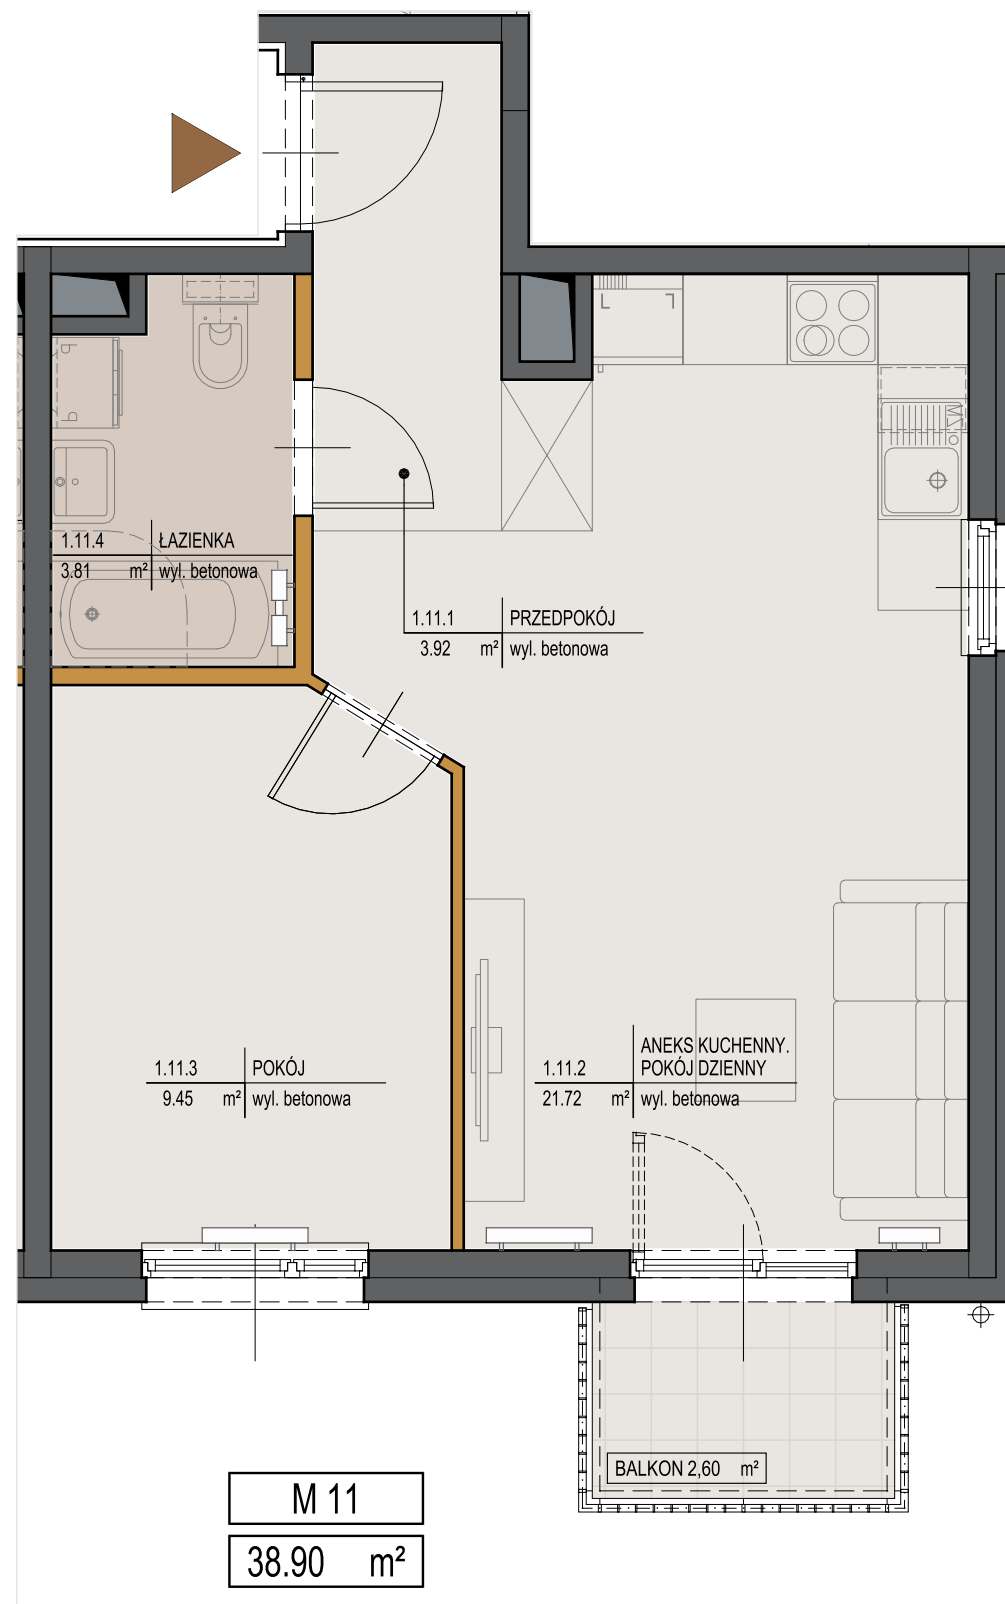 MZ
1.11.4 ŁAZIENKA
3.81 m² wyl. betonowa
1.11.1 PRZEDPOKÓJ
3.92 m² wyl. betonowa
1.11.3 POKÓJ
9.45 m² wyl. betonowa
ANEKS KUCHENNY.
1.11.2 POKÓJ DZIENNY
21.72 m² wyl. betonowa
BALKON 2,60 m²
M 11
38.90 m²